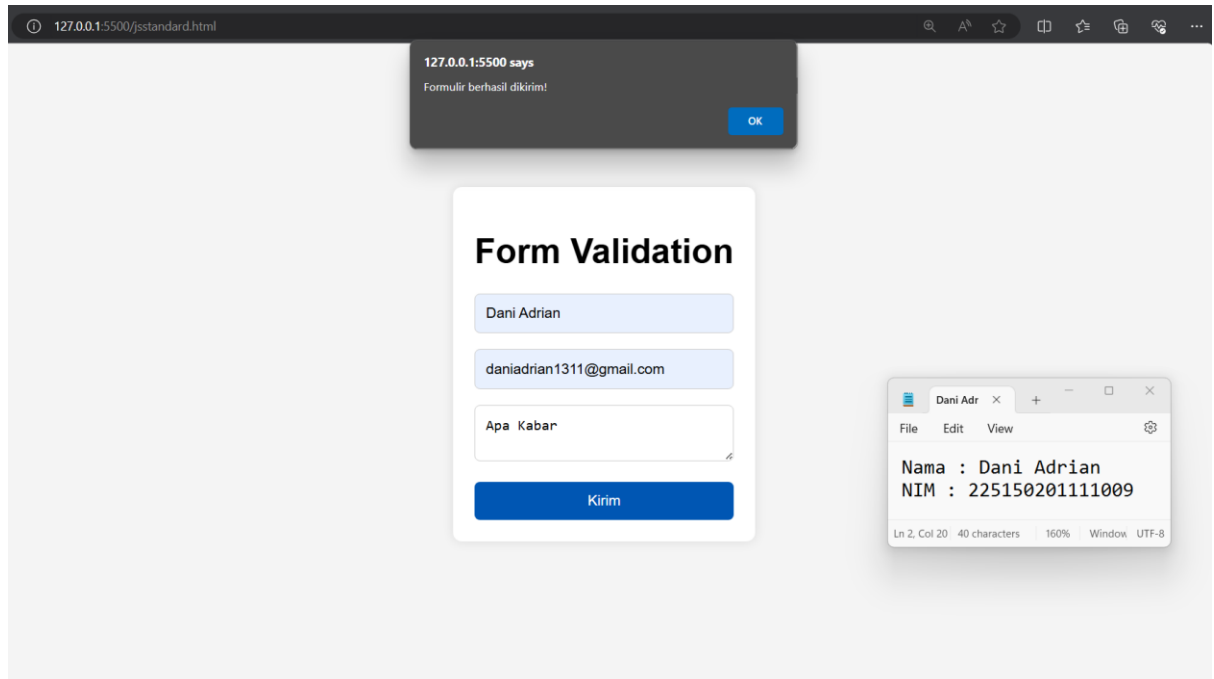 127.0.0.1:5500/jsstandard.html
127.0.0.1:5500 says
Formulir berhasil dikirim!
OK
Form Validation
Dani Adrian
daniadrian1311@gmail.com
Apa Kabar
Kirim
Dani Adr
File Edit View
Nama : Dani Adrian
NIM : 225150201111009
Ln 2, Col 20 40 characters 160% Window UTF-8